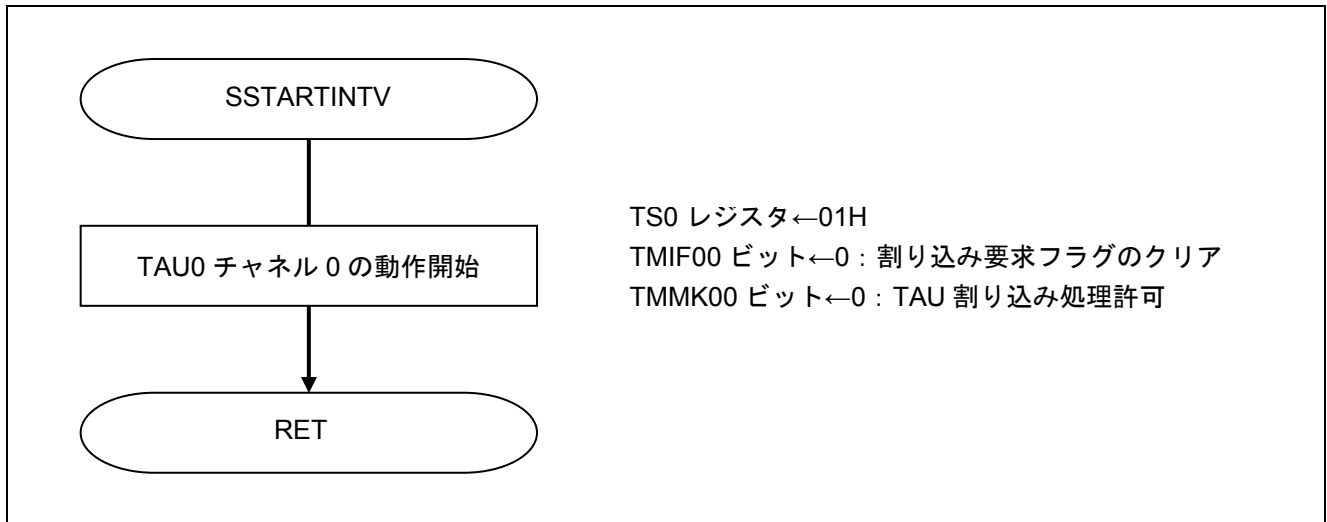 SSTARTINTV
TAU0 チャネル 0 の動作開始
TS0 レジスタ←01H
TMIF00 ビット←0：割り込み要求フラグのクリア
TMMK00 ビット←0：TAU 割り込み処理許可
RET